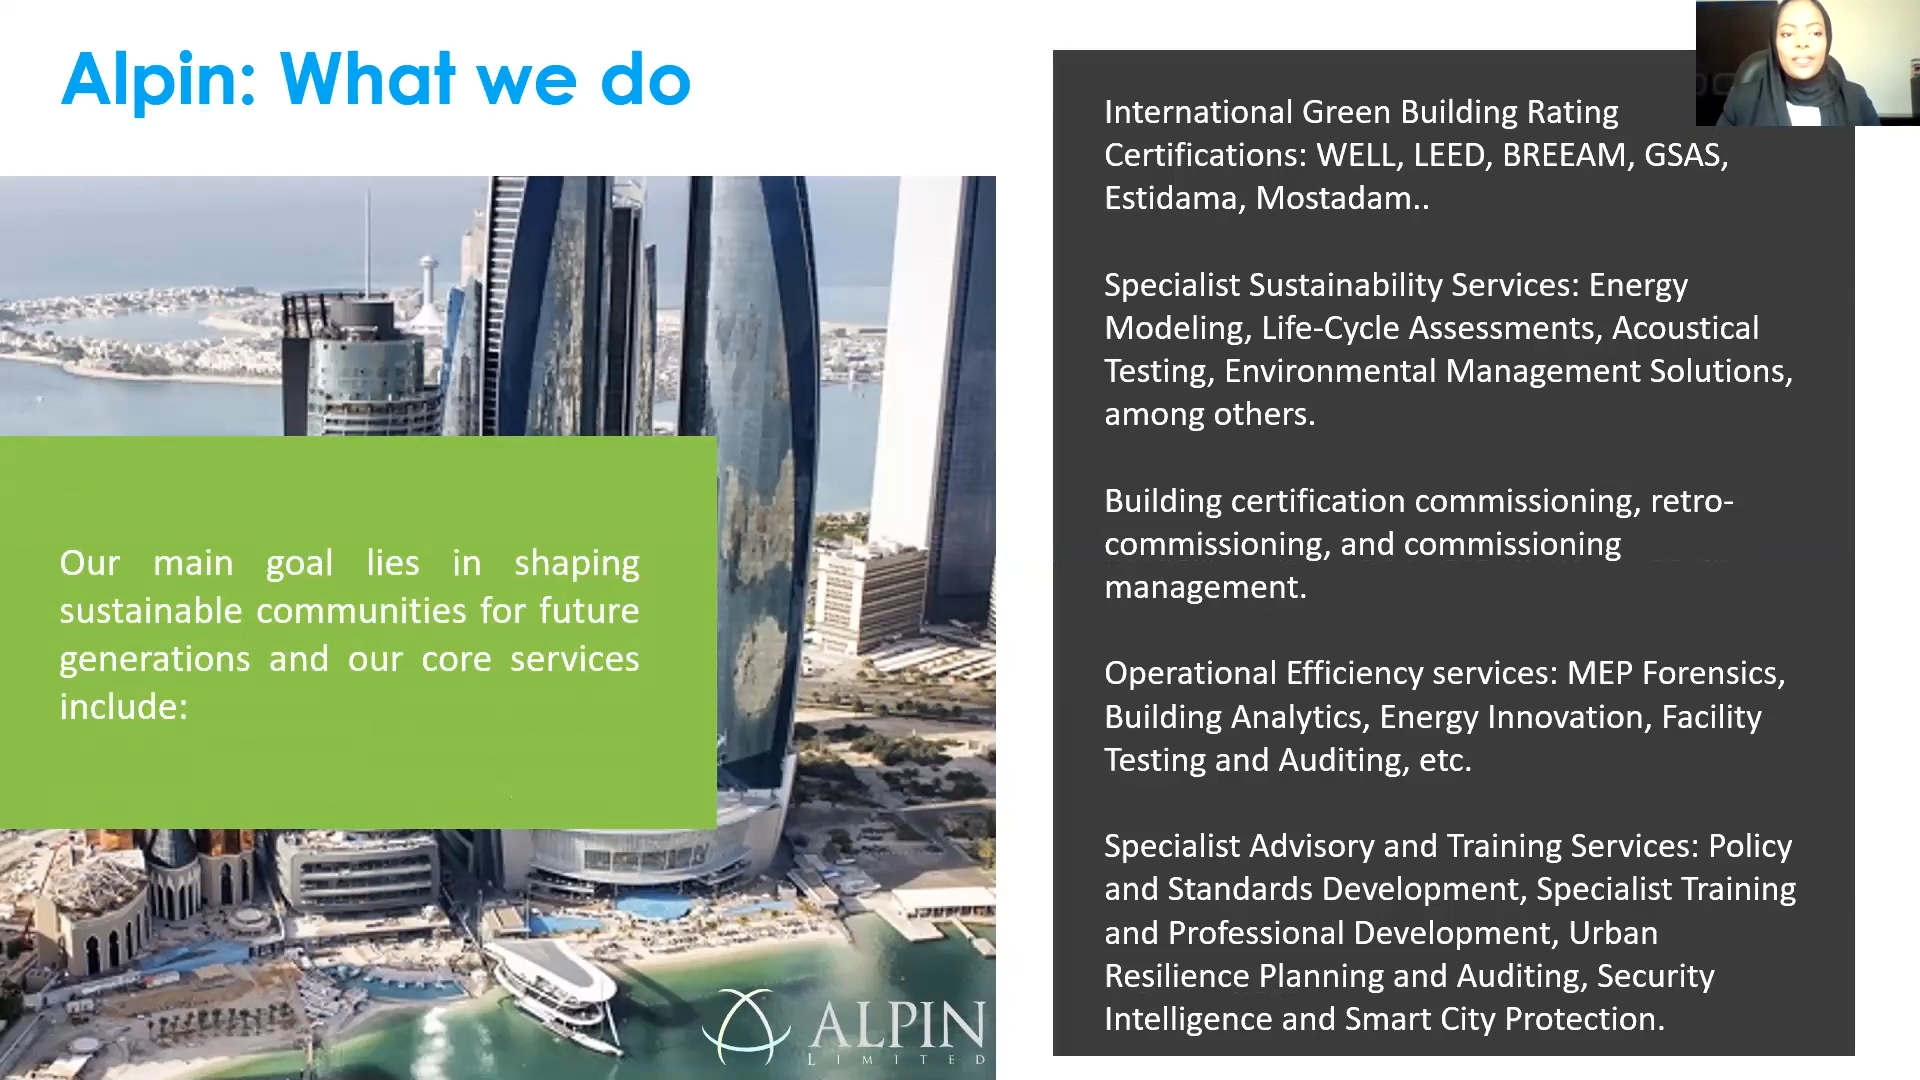 Alpin: What we do
Our main goal lies in shaping
sustainable communities for future
generations and our core services
include:
ALPIN
LIMITED
International Green Building Rating
Certifications: WELL, LEED, BREEAM, GSAS,
Estidama, Mostadam..
Specialist Sustainability Services: Energy
Modeling, Life-Cycle Assessments, Acoustical
Testing, Environmental Management Solutions,
among others.
Building certification commissioning, retro-
commissioning, and commissioning
management.
Operational Efficiency services: MEP Forensics,
Building Analytics, Energy Innovation, Facility
Testing and Auditing, etc.
Specialist Advisory and Training Services: Policy
and Standards Development, Specialist Training
and Professional Development, Urban
Resilience Planning and Auditing, Security
Intelligence and Smart City Protection.